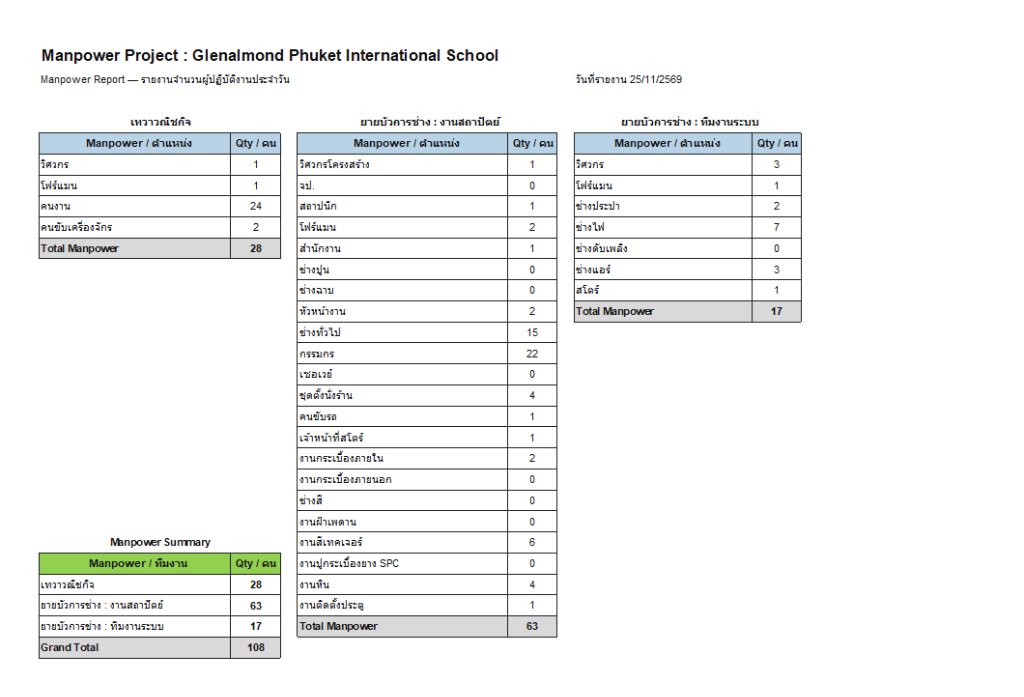 Manpower Project : Glenalmond Phuket International School
Manpower Report — รายงานจำนวนผู้ปฏิบัติงานประจำวัน
วันที่รายงาน 25/11/2569
เทวาวณิชกิจ
Manpower / ตำแหน่ง Qty / คน
วิศวกร 1
โฟร์แมน 1
คนงาน 24
คนขับเครื่องจักร 2
Total Manpower 28
ยายบัวการช่าง : งานสถาปัตย์
Manpower / ตำแหน่ง Qty / คน
วิศวกรโครงสร้าง 1
จป. 0
สถาปนิก 1
โฟร์แมน 2
สำนักงาน 1
ช่างปูน 0
ช่างฉาบ 0
หัวหน้างาน 2
ช่างทั่วไป 15
กรรมกร 22
เซอเวย์ 0
ชุดตั้งนั่งร้าน 4
คนขับรถ 1
เจ้าหน้าที่สโตร์ 1
งานกระเบื้องภายใน 2
งานกระเบื้องภายนอก 0
ช่างสี 0
งานฝ้าเพดาน 0
งานสีเทคเจอร์ 6
งานปูกระเบื้องยาง SPC 0
งานหิน 4
งานติดตั้งประตู 1
Total Manpower 63
ยายบัวการช่าง : ทีมงานระบบ
Manpower / ตำแหน่ง Qty / คน
วิศวกร 3
โฟร์แมน 1
ช่างประปา 2
ช่างไฟ 7
ช่างดับเพลิง 0
ช่างแอร์ 3
สโตร์ 1
Total Manpower 17
Manpower Summary
Manpower / ทีมงาน Qty / คน
เทวาวณิชกิจ 28
ยายบัวการช่าง : งานสถาปัตย์ 63
ยายบัวการช่าง : ทีมงานระบบ 17
Grand Total 108